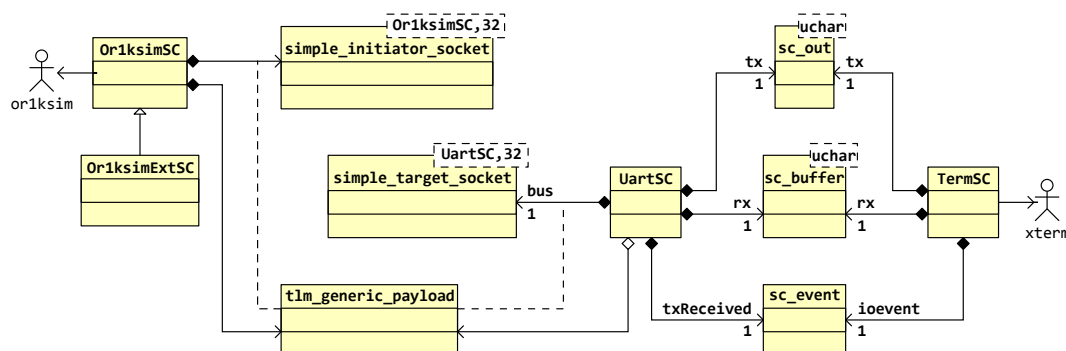 Or1ksimSC,32
uchar
Or1ksimSC
simple_initiator_socket
sc_out
tx
tx
1
1
or1ksim
UartSC,32
uchar
Or1ksimExtSC
simple_target_socket
UartSC
sc_buffer
TermSC
bus
1
rx
rx
1
1
xterm
tlm_generic_payload
sc_event
txReceived
ioevent
1
1